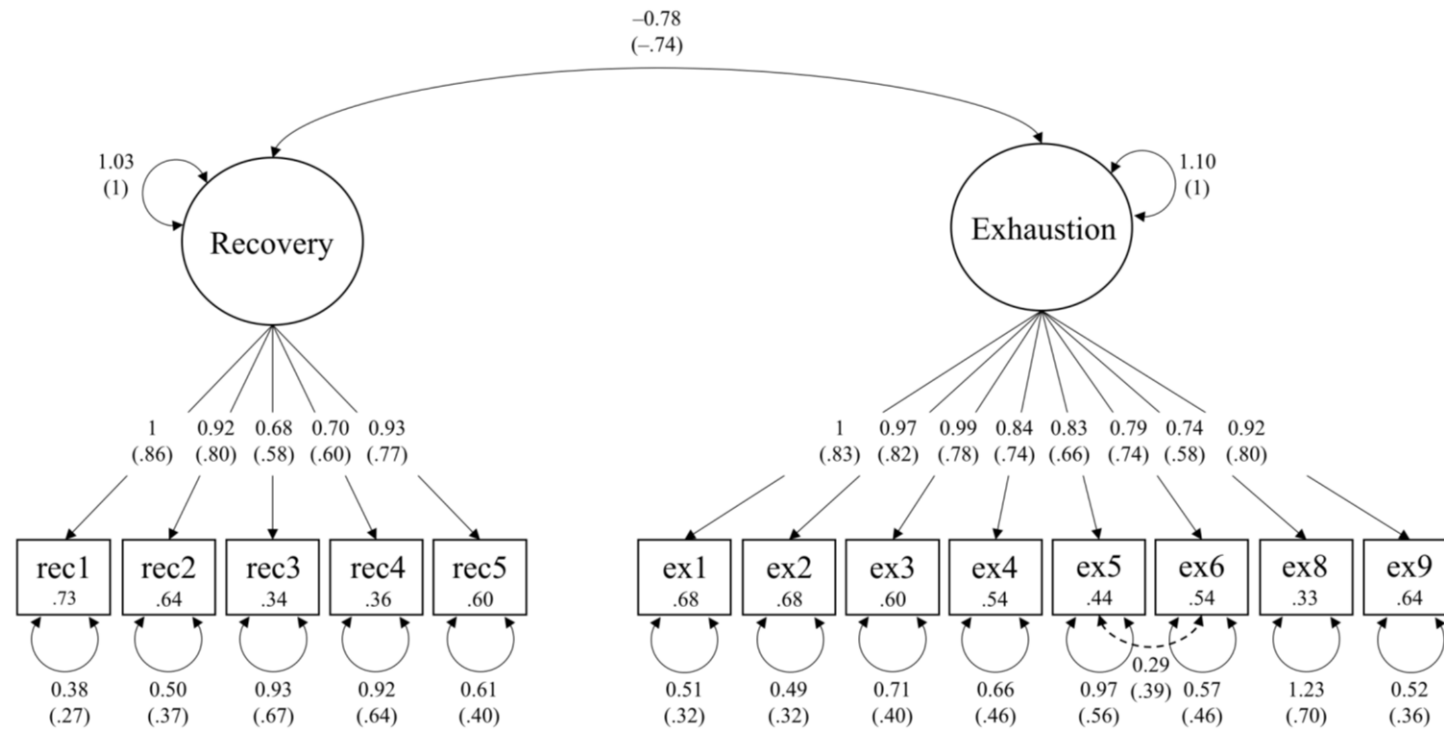 –0.78
(–.74)
1.03
(1)
1.10
(1)
Recovery
Exhaustion
1 0.92 0.68 0.70 0.93
(.86) (.80) (.58) (.60) (.77)
1 0.97 0.99 0.84 0.83 0.79 0.74 0.92
(.83) (.82) (.78) (.74) (.66) (.74) (.58) (.80)
rec1 rec2 rec3 rec4 rec5
.73 .64 .34 .36 .60
ex1 ex2 ex3 ex4 ex5 ex6 ex8 ex9
.68 .68 .60 .54 .44 .54 .33 .64
0.29
(.39)
0.38 0.50 0.93 0.92 0.61
(.27) (.37) (.67) (.64) (.40)
0.51 0.49 0.71 0.66 0.97 0.57 1.23 0.52
(.32) (.32) (.40) (.46) (.56) (.46) (.70) (.36)